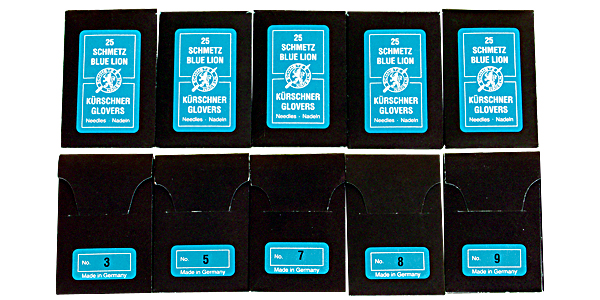 25
SCHMETZ
BLUE LION
KÜRSCHNER
GLOVERS
Needles · Nadeln
25
SCHMETZ
BLUE LION
KÜRSCHNER
GLOVERS
Needles · Nadeln
25
SCHMETZ
BLUE LION
KÜRSCHNER
GLOVERS
Needles · Nadeln
25
SCHMETZ
BLUE LION
KÜRSCHNER
GLOVERS
Needles · Nadeln
25
SCHMETZ
BLUE LION
KÜRSCHNER
GLOVERS
Needles · Nadeln
No. 3
Made in Germany
No. 5
Made in Germany
No. 7
Made in Germany
No. 8
Made in Germany
No. 9
Made in Germany